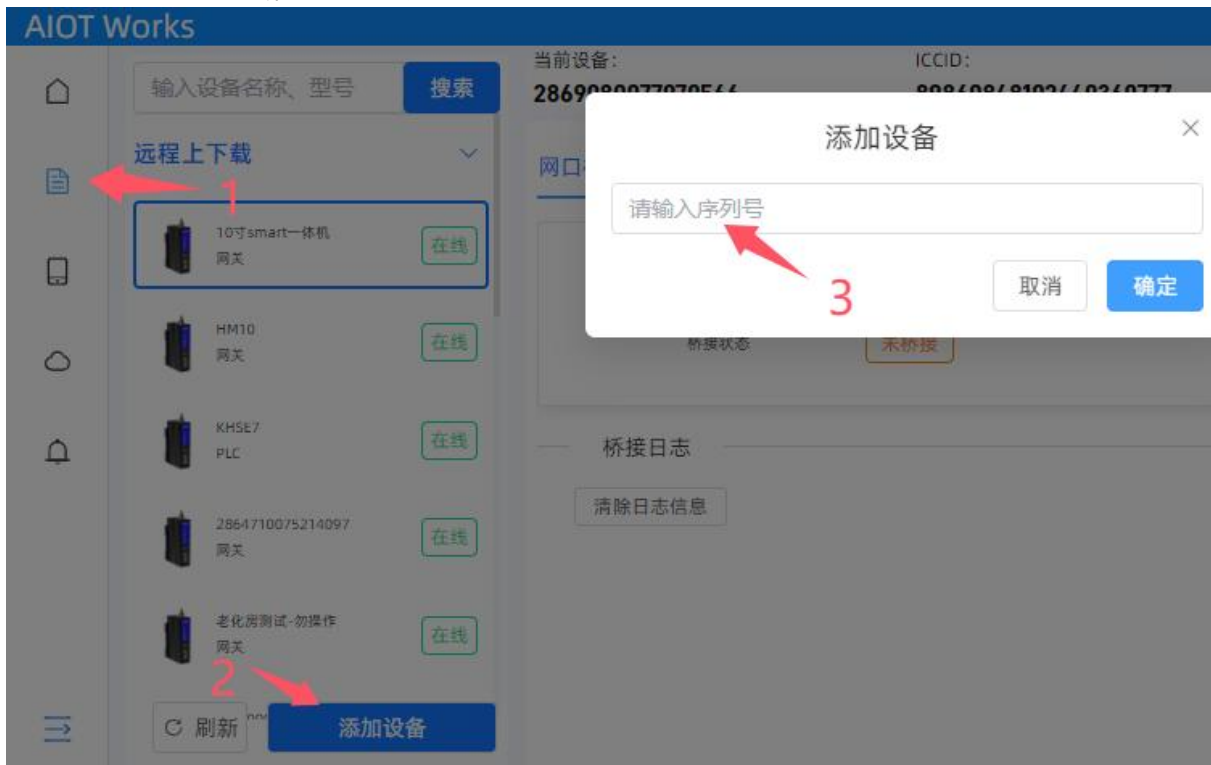 AIOT Works
输入设备名称、型号
搜索
远程上下载
1
10寸smart一体机
网关
在线
HM10
网关
在线
KHSE7
PLC
在线
2864710075214097
网关
在线
老化房测试-勿操作
网关
在线
2
刷新
添加设备
当前设备:
ICCID:
网口
添加设备
请输入序列号
3
取消
确定
桥接状态
未桥接
桥接日志
清除日志信息